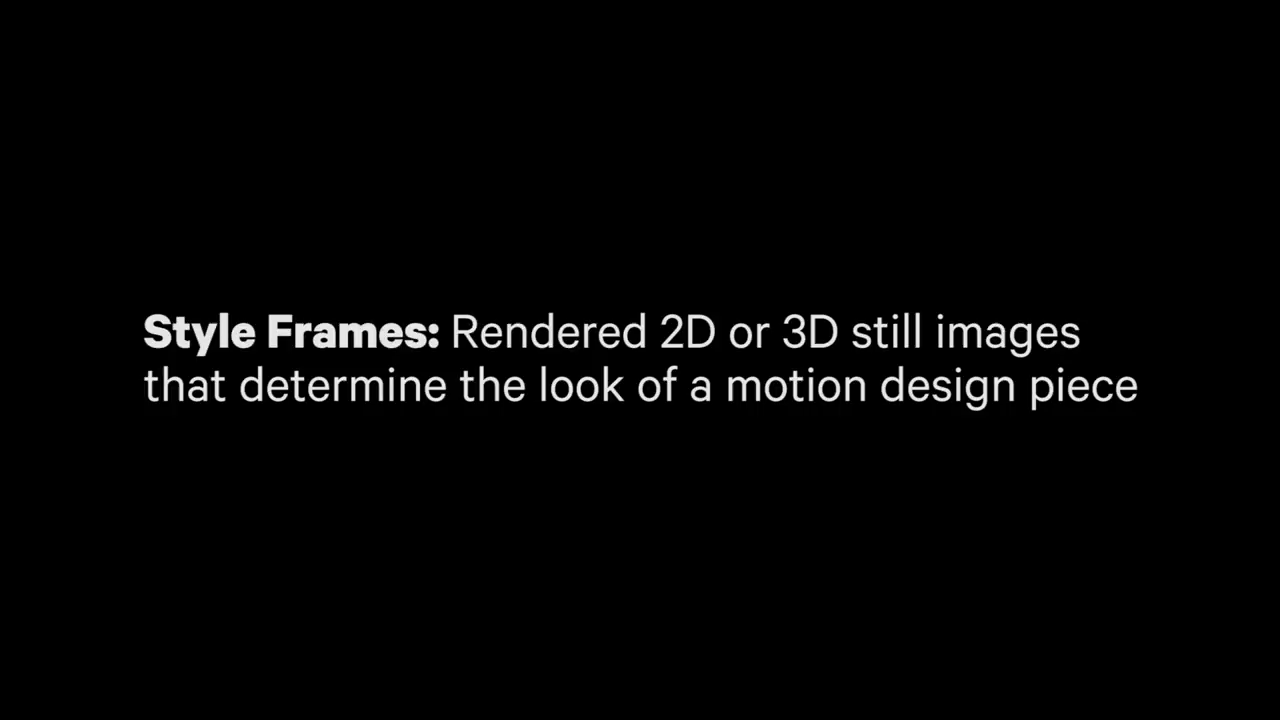 Style Frames: Rendered 2D or 3D still images
that determine the look of a motion design piece